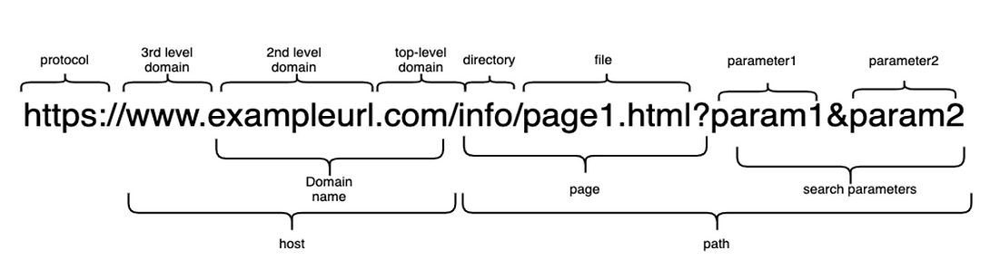 protocol
3rd level
domain
2nd level
domain
top-level
domain
directory
file
parameter1
parameter2
https://www.exampleurl.com/info/page1.html?param1&param2
Domain
name
page
search parameters
host
path